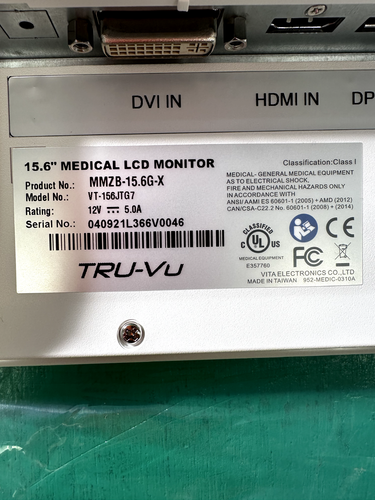 DVI IN
HDMI IN
DP
15.6" MEDICAL LCD MONITOR
Classification:Class I
Product No.: MMZB-15.6G-X
Model No.: VT-156JTG7
Rating: 12V ⎓ 5.0A
Serial No.: 040921L366V0046
MEDICAL- GENERAL MEDICAL EQUIPMENT
AS TO ELECTRICAL SHOCK,
FIRE AND MECHANICAL HAZARDS ONLY
IN ACCORDANCE WITH
ANSI/AAMI ES 60601-1 (2005) + AMD (2012)
CAN/CSA-C22.2 No. 60601-1 (2008) + (2014)
TRU-VU
CLASSIFIED
C UL US
MEDICAL EQUIPMENT
E357760
CE
FC
VITA ELECTRONICS CO.,LTD
MADE IN TAIWAN 952-MEDIC-0310A